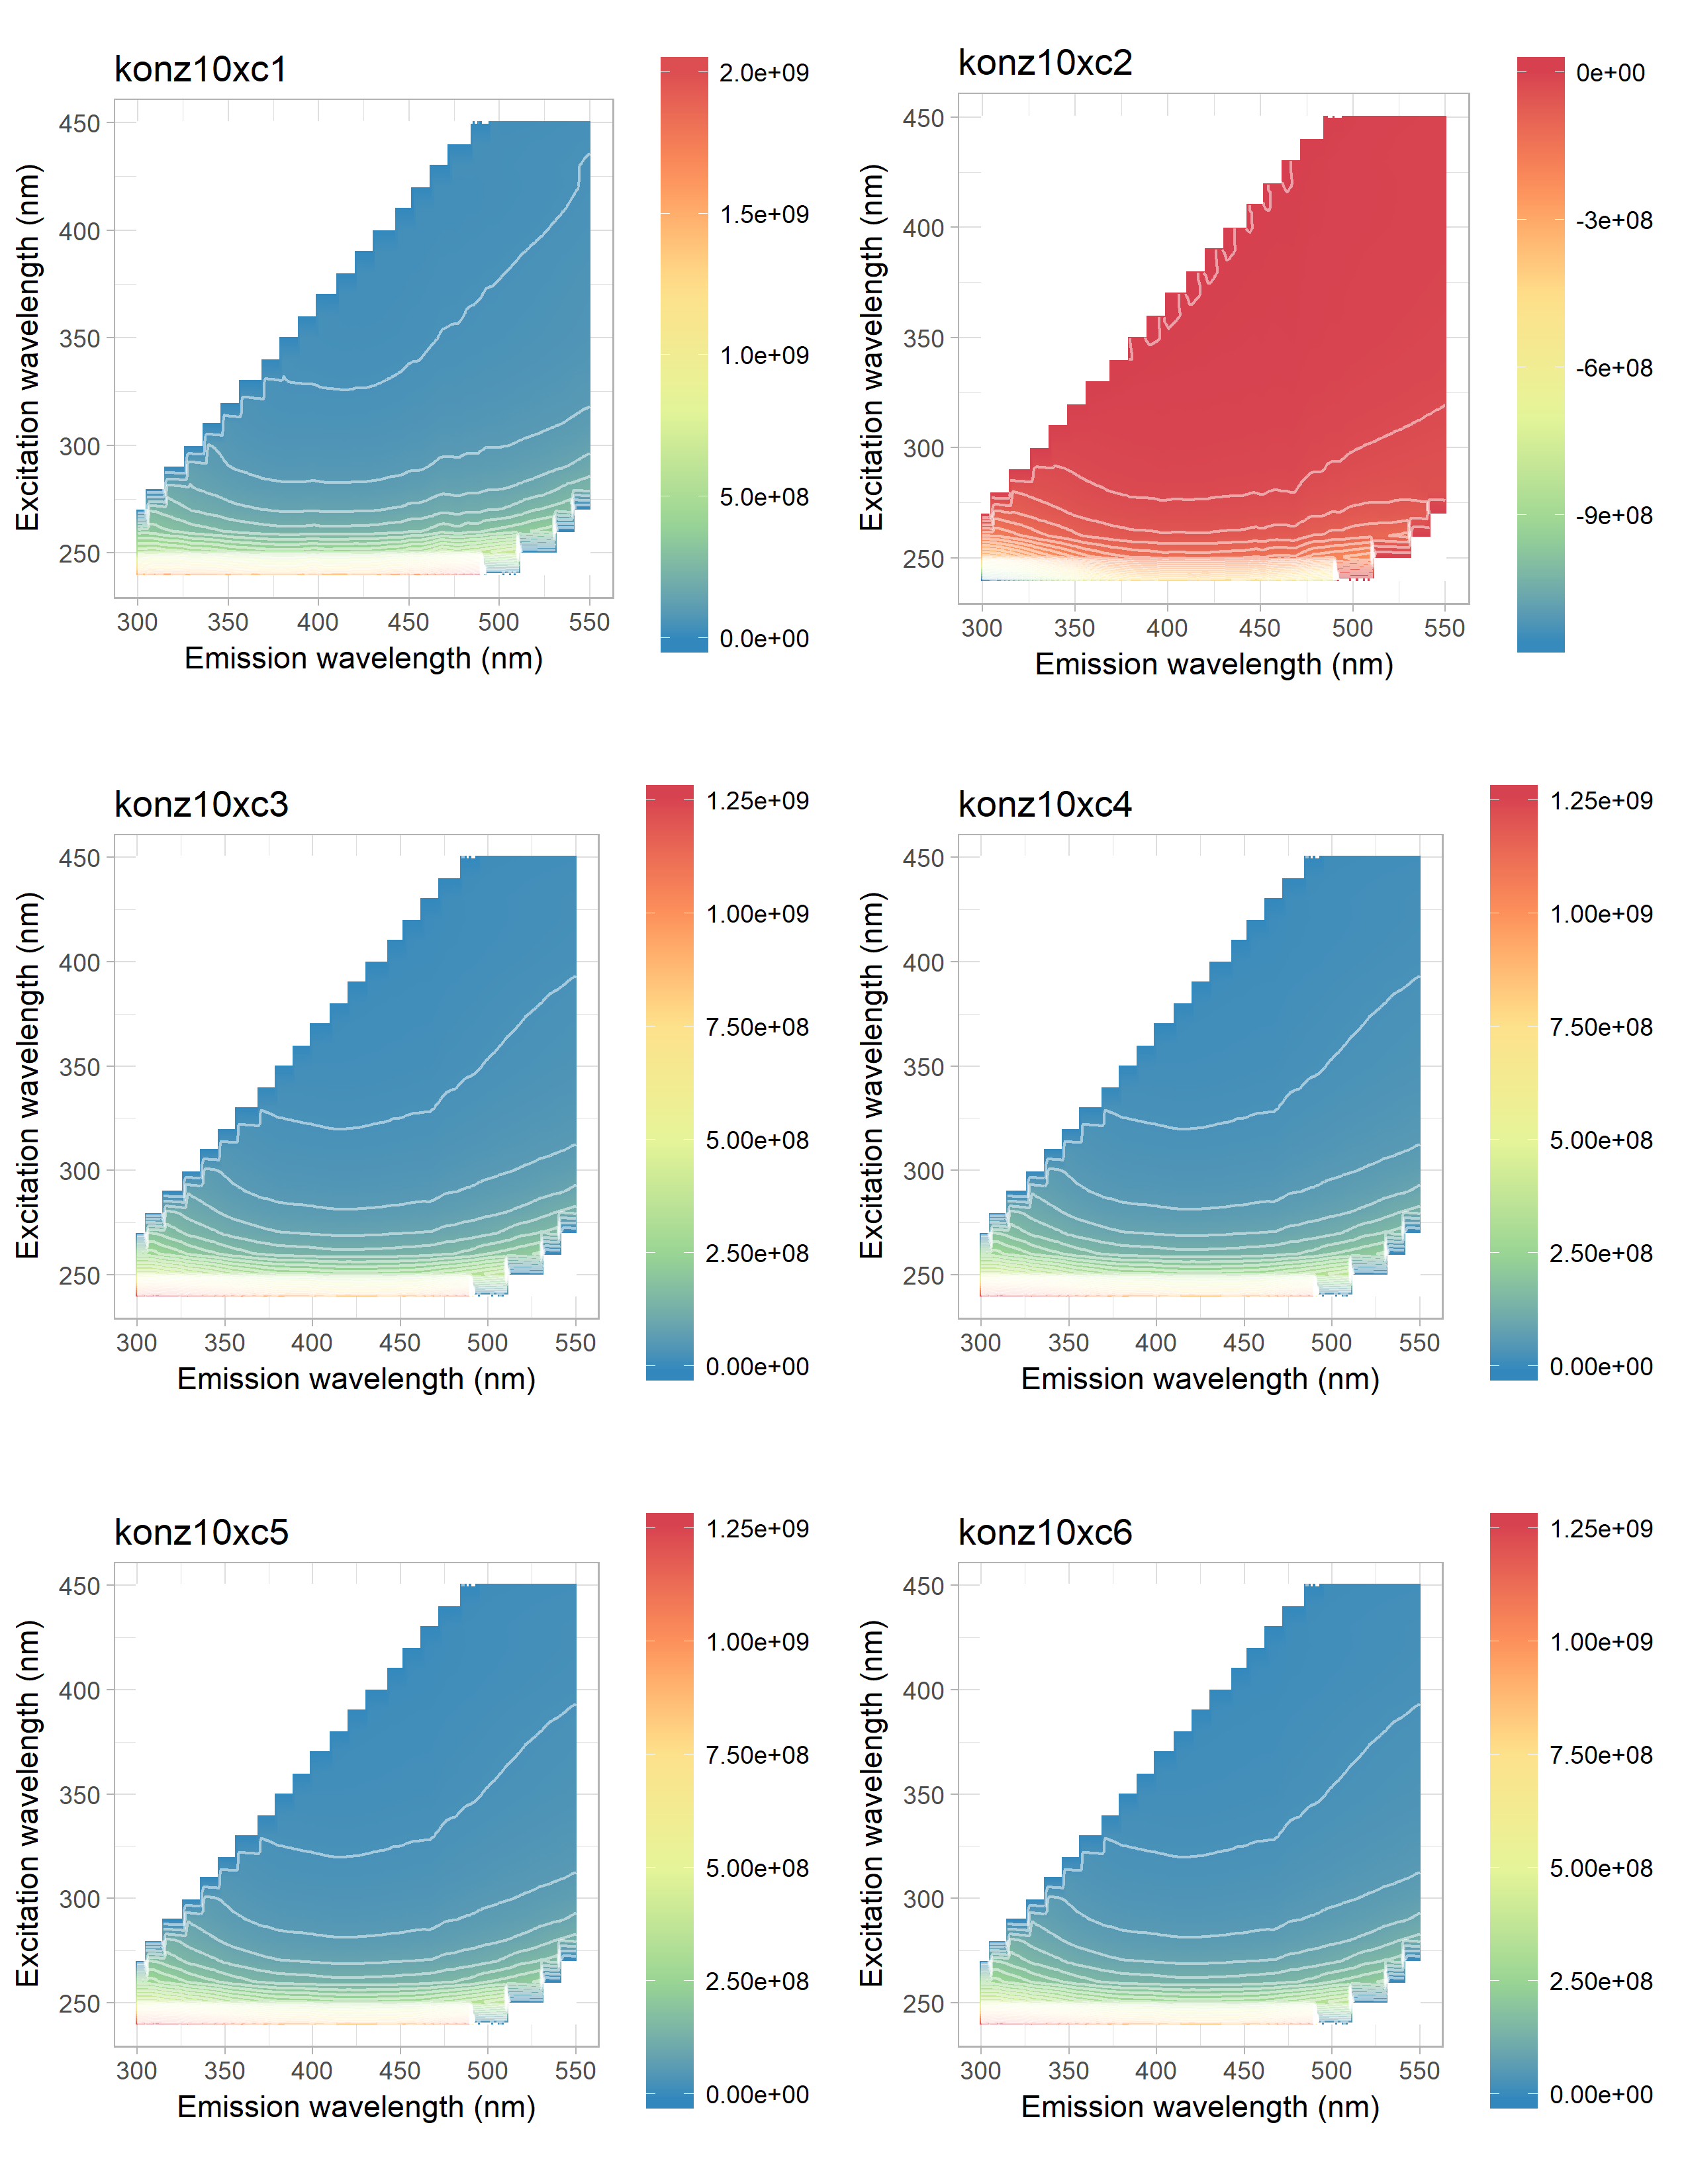 konz10xc1
Excitation wavelength (nm)
450
400
350
300
250
300 350 400 450 500 550
Emission wavelength (nm)
2.0e+09
1.5e+09
1.0e+09
5.0e+08
0.0e+00
konz10xc2
Excitation wavelength (nm)
450
400
350
300
250
300 350 400 450 500 550
Emission wavelength (nm)
0e+00
-3e+08
-6e+08
-9e+08
konz10xc3
Excitation wavelength (nm)
450
400
350
300
250
300 350 400 450 500 550
Emission wavelength (nm)
1.25e+09
1.00e+09
7.50e+08
5.00e+08
2.50e+08
0.00e+00
konz10xc4
Excitation wavelength (nm)
450
400
350
300
250
300 350 400 450 500 550
Emission wavelength (nm)
1.25e+09
1.00e+09
7.50e+08
5.00e+08
2.50e+08
0.00e+00
konz10xc5
Excitation wavelength (nm)
450
400
350
300
250
300 350 400 450 500 550
Emission wavelength (nm)
1.25e+09
1.00e+09
7.50e+08
5.00e+08
2.50e+08
0.00e+00
konz10xc6
Excitation wavelength (nm)
450
400
350
300
250
300 350 400 450 500 550
Emission wavelength (nm)
1.25e+09
1.00e+09
7.50e+08
5.00e+08
2.50e+08
0.00e+00